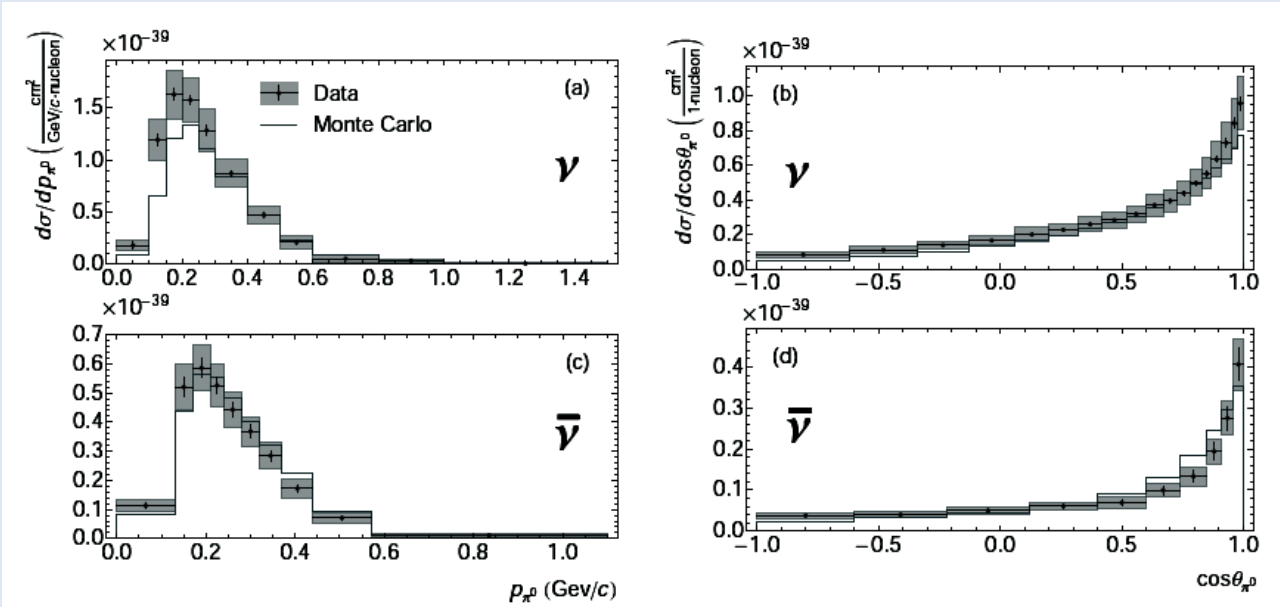 ×10⁻³⁹
dσ/dp_π⁰ (cm²/GeV/c·nucleon)
(a)
Data
Monte Carlo
ν
1.5
1.0
0.5
0.0
0.0 0.2 0.4 0.6 0.8 1.0 1.2 1.4
×10⁻³⁹
dσ/dcosθ_π⁰ (cm²/1·nucleon)
(b)
ν
1.0
0.8
0.6
0.4
0.2
0.0
−1.0 −0.5 0.0 0.5 1.0
×10⁻³⁹
(c)
ν̅
0.7
0.6
0.5
0.4
0.3
0.2
0.1
0.0
0.0 0.2 0.4 0.6 0.8 1.0
p_π⁰ (Gev/c)
×10⁻³⁹
(d)
ν̅
0.4
0.3
0.2
0.1
0.0
−1.0 −0.5 0.0 0.5 1.0
cosθ_π⁰